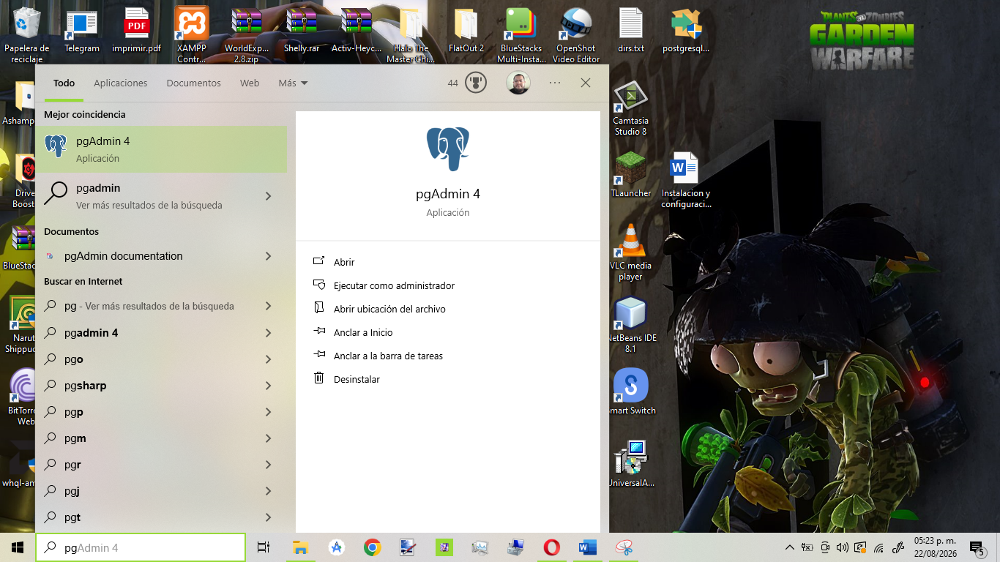 Papelera de
reciclaje
Telegram
PDF
imprimir.pdf
XAMPP
Contr...
WorldExp...
2.8.zip
Shelly.rar
Activ-Heyc...
Halo The
Master Chi...
FlatOut 2
BlueStacks
Multi-Insta...
OpenShot
Video Editor
dirs.txt
postgresql...
PLANTS VS ZOMBIES
GARDEN
WARFARE
Todo
Aplicaciones
Documentos
Web
Más
44
Mejor coincidencia
pgAdmin 4
Aplicación
pgadmin
Ver más resultados de la búsqueda
Documentos
pgAdmin documentation
Buscar en Internet
pg - Ver más resultados de la búsqueda
pgadmin 4
pgo
pgsharp
pgp
pgm
pgr
pgj
pgt
pgAdmin 4
Aplicación
Abrir
Ejecutar como administrador
Abrir ubicación del archivo
Anclar a Inicio
Anclar a la barra de tareas
Desinstalar
Ashamp
Drive
Boost
BlueStac
Narut
Shippuc
BitTorre
Web
whql-am
Camtasia
Studio 8
TLauncher
W
Instalacion y
configuraci...
VLC media
player
NetBeans IDE
8.1
S
Smart Switch
UniversalA...
pgAdmin 4
W
05:23 p. m.
22/08/2026
5